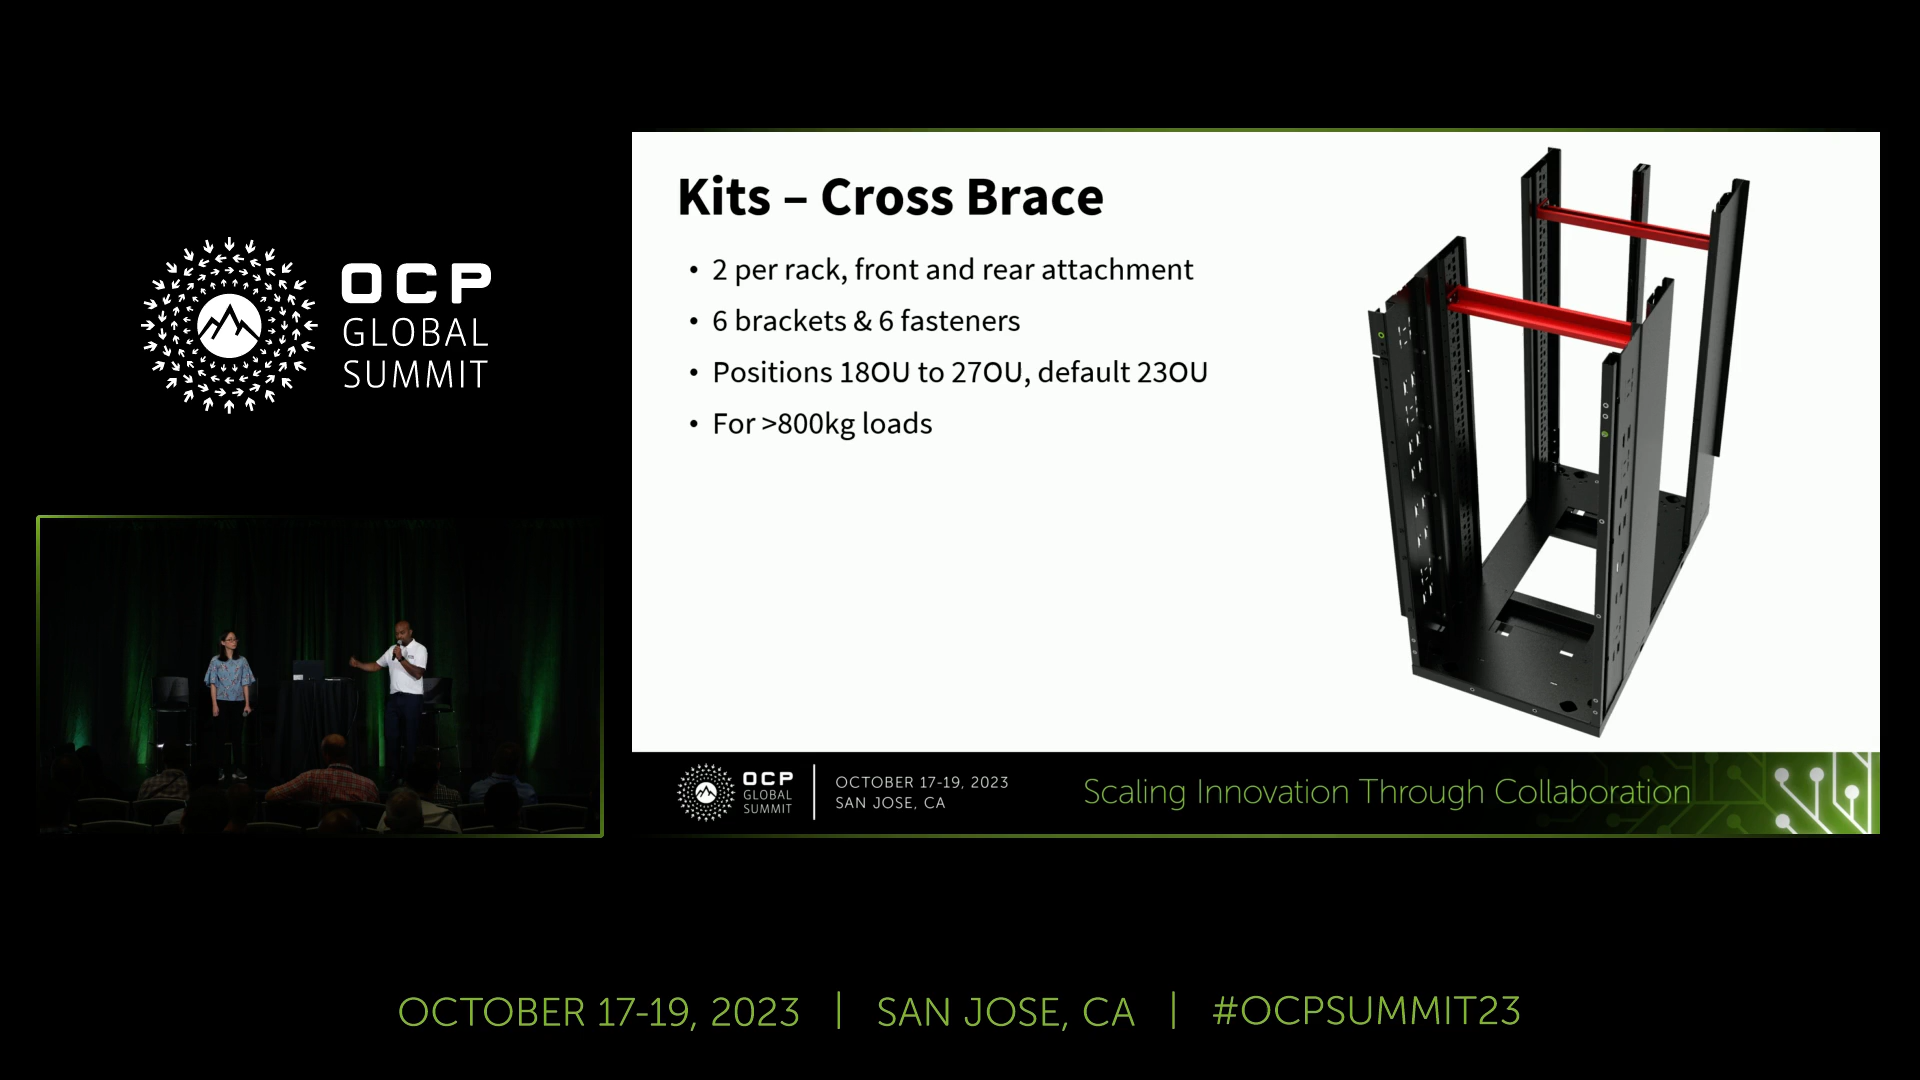 OCP
GLOBAL
SUMMIT
Kits – Cross Brace
• 2 per rack, front and rear attachment
• 6 brackets & 6 fasteners
• Positions 18OU to 27OU, default 23OU
• For >800kg loads
OCP
GLOBAL
SUMMIT
OCTOBER 17-19, 2023
SAN JOSE, CA
Scaling Innovation Through Collaboration
OCTOBER 17-19, 2023 | SAN JOSE, CA | #OCPSUMMIT23